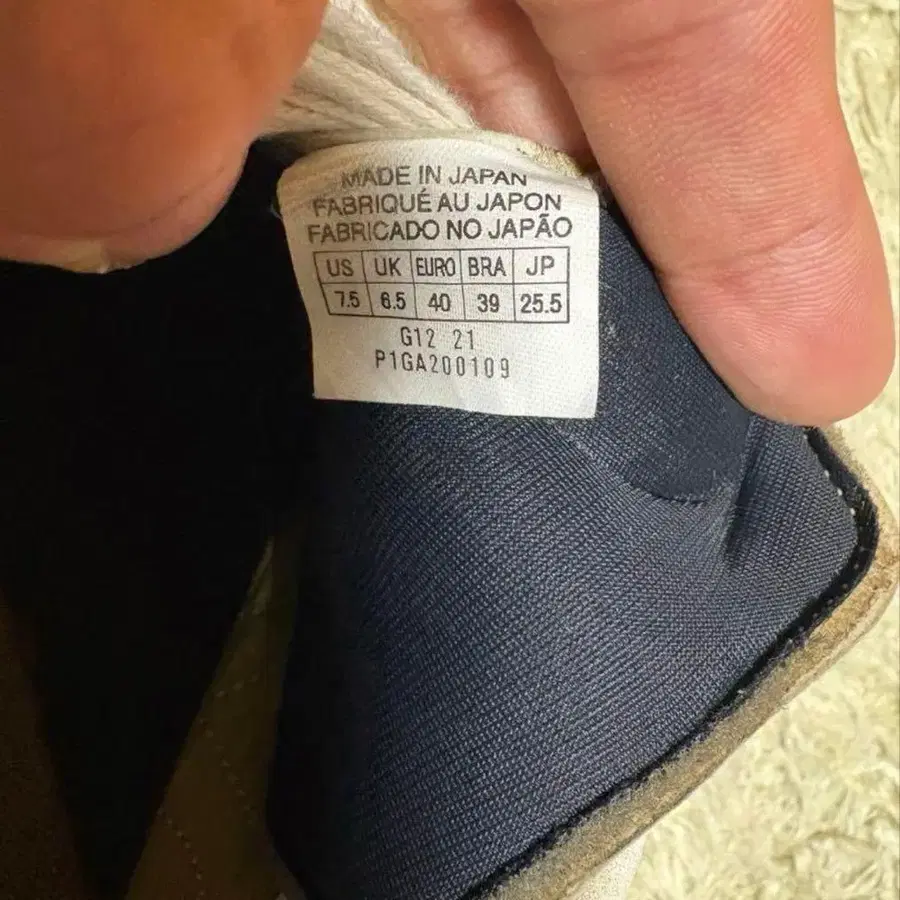 MADE IN JAPAN
FABRIQUÉ AU JAPON
FABRICADO NO JAPÃO
US UK EURO BRA JP
7.5 6.5 40 39 25.5
G12 21
P1GA200109